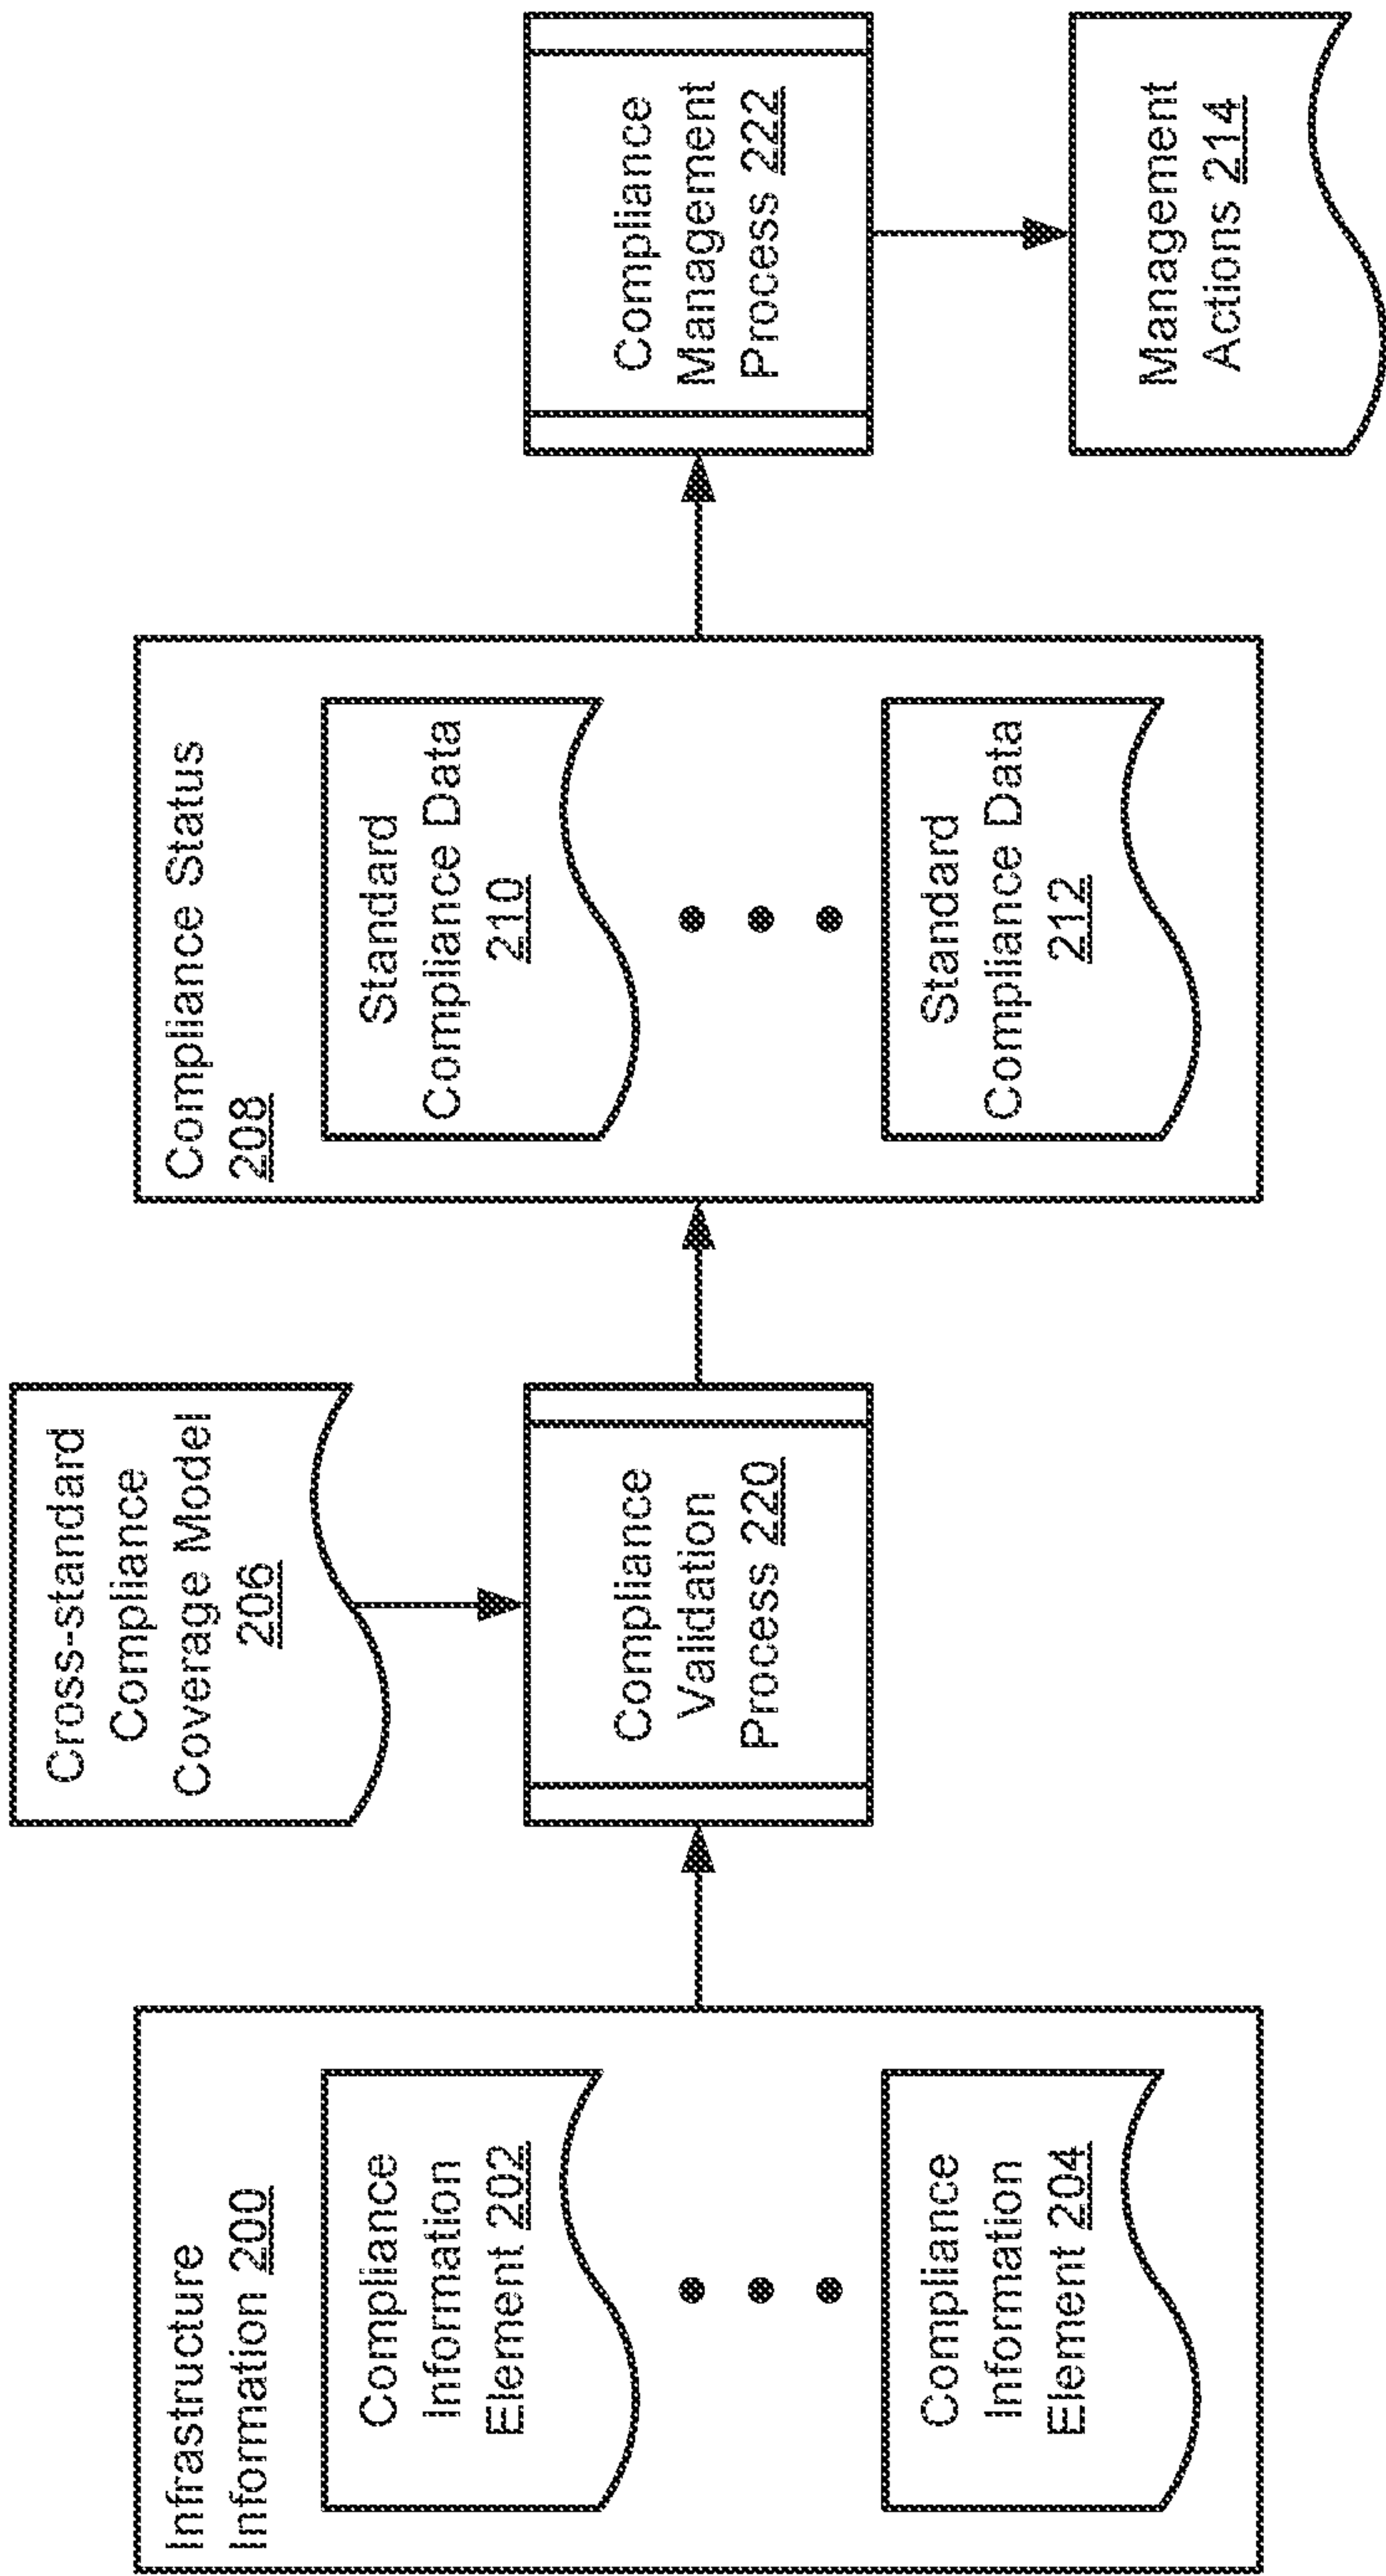 Infrastructure
Information 200
Compliance
Information
Element 202
Compliance
Information
Element 204
Cross-standard
Compliance
Coverage Model
206
Compliance
Validation
Process 220
Compliance Status
208
Standard
Compliance Data
210
Standard
Compliance Data
212
Compliance
Management
Process 222
Management
Actions 214